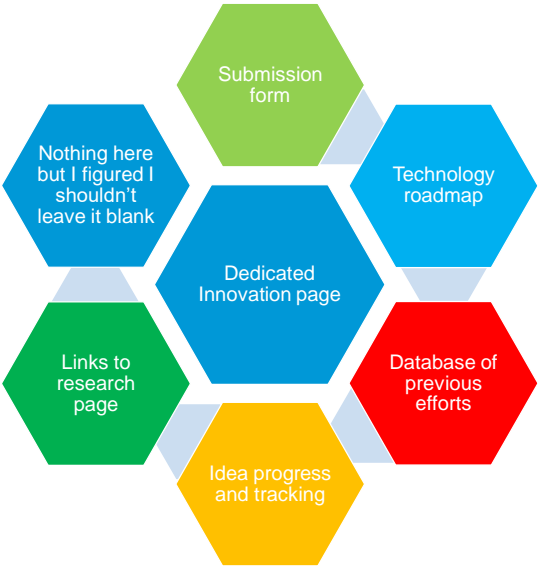 Submission
form
Technology
roadmap
Database of
previous
efforts
Idea progress
and tracking
Links to
research
page
Nothing here
but I figured I
shouldn’t
leave it blank
Dedicated
Innovation page